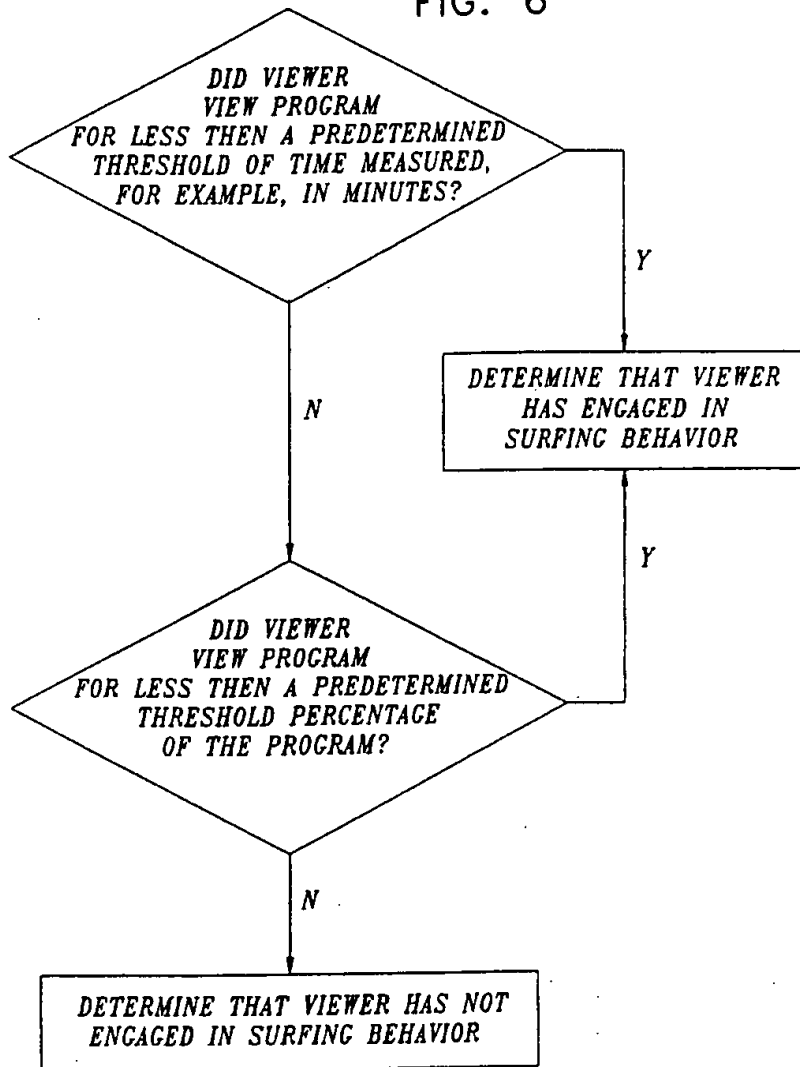 FIG. 6
DID VIEWER
VIEW PROGRAM
FOR LESS THEN A PREDETERMINED
THRESHOLD OF TIME MEASURED,
FOR EXAMPLE, IN MINUTES?
Y
N
DETERMINE THAT VIEWER
HAS ENGAGED IN
SURFING BEHAVIOR
Y
DID VIEWER
VIEW PROGRAM
FOR LESS THEN A PREDETERMINED
THRESHOLD PERCENTAGE
OF THE PROGRAM?
N
DETERMINE THAT VIEWER HAS NOT
ENGAGED IN SURFING BEHAVIOR